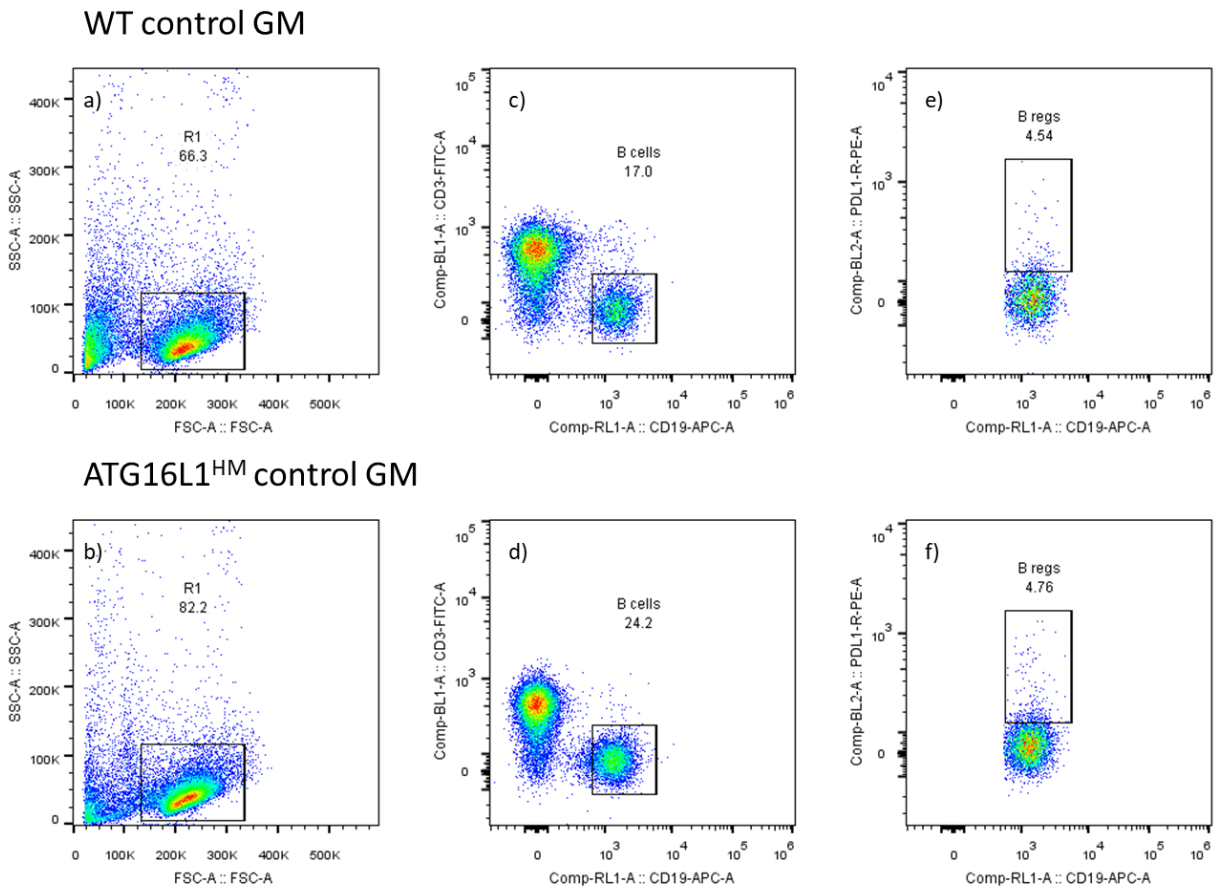 WT control GM
a)
R1
66.3
400K
300K
200K
100K
0
SSC-A :: SSC-A
0 100K 200K 300K 400K 500K
FSC-A :: FSC-A
c)
B cells
17.0
10^5
10^4
10^3
0
Comp-BL1-A :: CD3-FITC-A
0 10^3 10^4 10^5 10^6
Comp-RL1-A :: CD19-APC-A
e)
B regs
4.54
10^4
10^3
0
Comp-BL2-A :: PDL1-R-PE-A
0 10^3 10^4 10^5 10^6
Comp-RL1-A :: CD19-APC-A
ATG16L1^HM control GM
b)
R1
82.2
400K
300K
200K
100K
0
SSC-A :: SSC-A
0 100K 200K 300K 400K 500K
FSC-A :: FSC-A
d)
B cells
24.2
10^5
10^4
10^3
0
Comp-BL1-A :: CD3-FITC-A
0 10^3 10^4 10^5 10^6
Comp-RL1-A :: CD19-APC-A
f)
B regs
4.76
10^4
10^3
0
Comp-BL2-A :: PDL1-R-PE-A
0 10^3 10^4 10^5 10^6
Comp-RL1-A :: CD19-APC-A